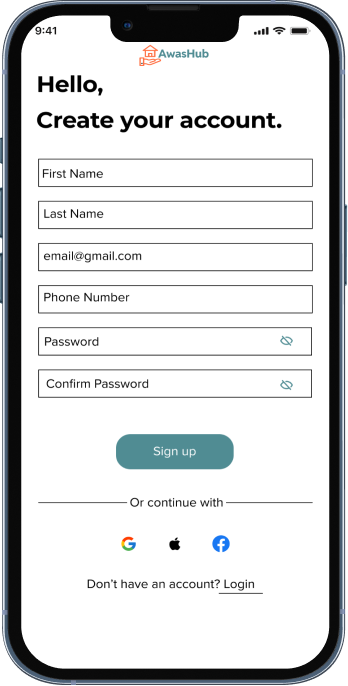 9:41
AwasHub
Hello,
Create your account.
First Name
Last Name
email@gmail.com
Phone Number
Password
Confirm Password
Sign up
Or continue with
Don't have an account? Login